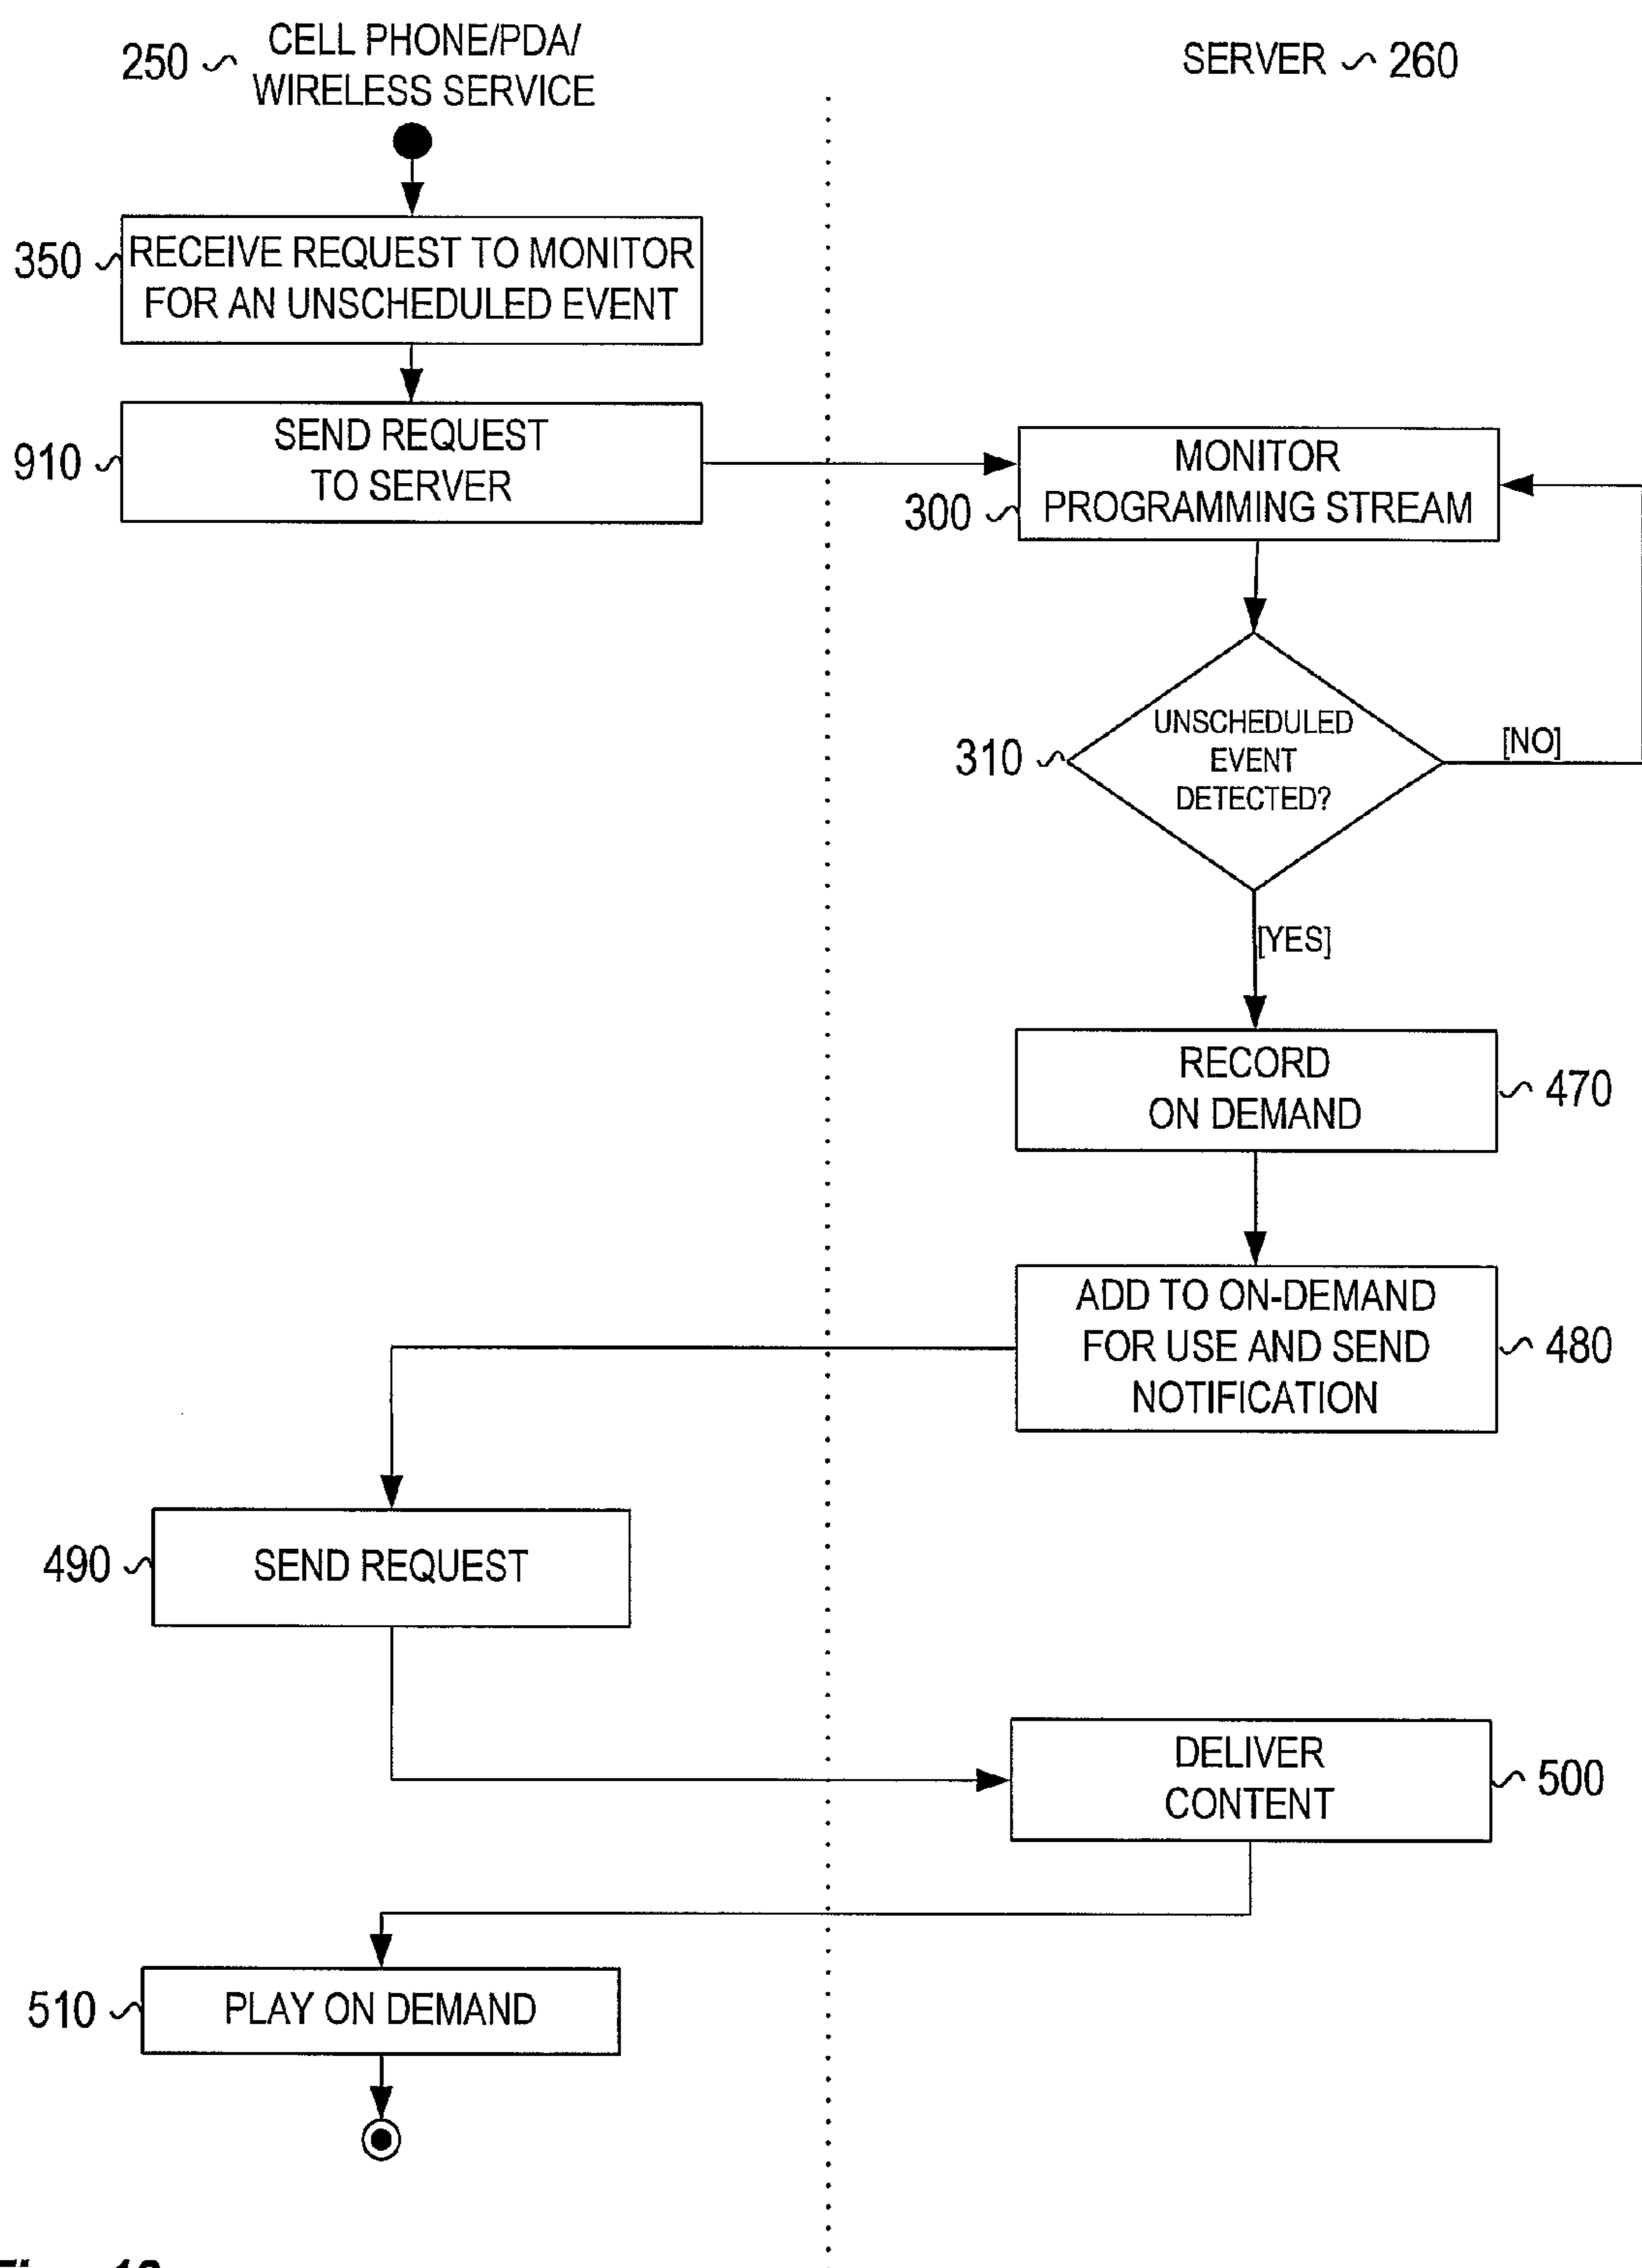 CELL PHONE/PDA/
250
WIRELESS SERVICE
SERVER 260
350
RECEIVE REQUEST TO MONITOR
FOR AN UNSCHEDULED EVENT
910
SEND REQUEST
TO SERVER
MONITOR
PROGRAMMING STREAM
300
310
UNSCHEDULED
EVENT
DETECTED?
[NO]
[YES]
RECORD
ON DEMAND
470
ADD TO ON-DEMAND
FOR USE AND SEND
NOTIFICATION
480
490
SEND REQUEST
DELIVER
CONTENT
500
510
PLAY ON DEMAND